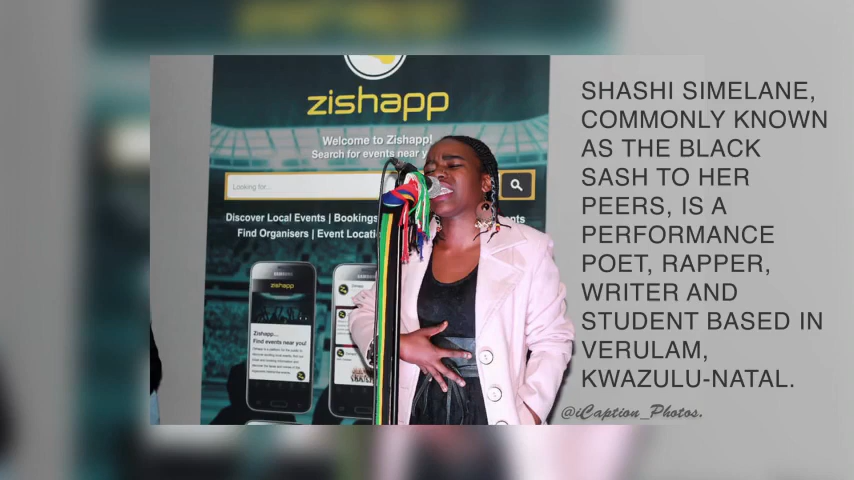 zishapp
Welcome to Zishapp!
Search for events near
Looking for...
Discover Local Events | Bookings
Find Organisers | Event
SAMSUNG
zishapp
Zishapp...
Find events near you!
SHASHI SIMELANE,
COMMONLY KNOWN
AS THE BLACK
SASH TO HER
PEERS, IS A
PERFORMANCE
POET, RAPPER,
WRITER AND
STUDENT BASED IN
VERULAM,
KWAZULU-NATAL.
@iCaption_Photos.